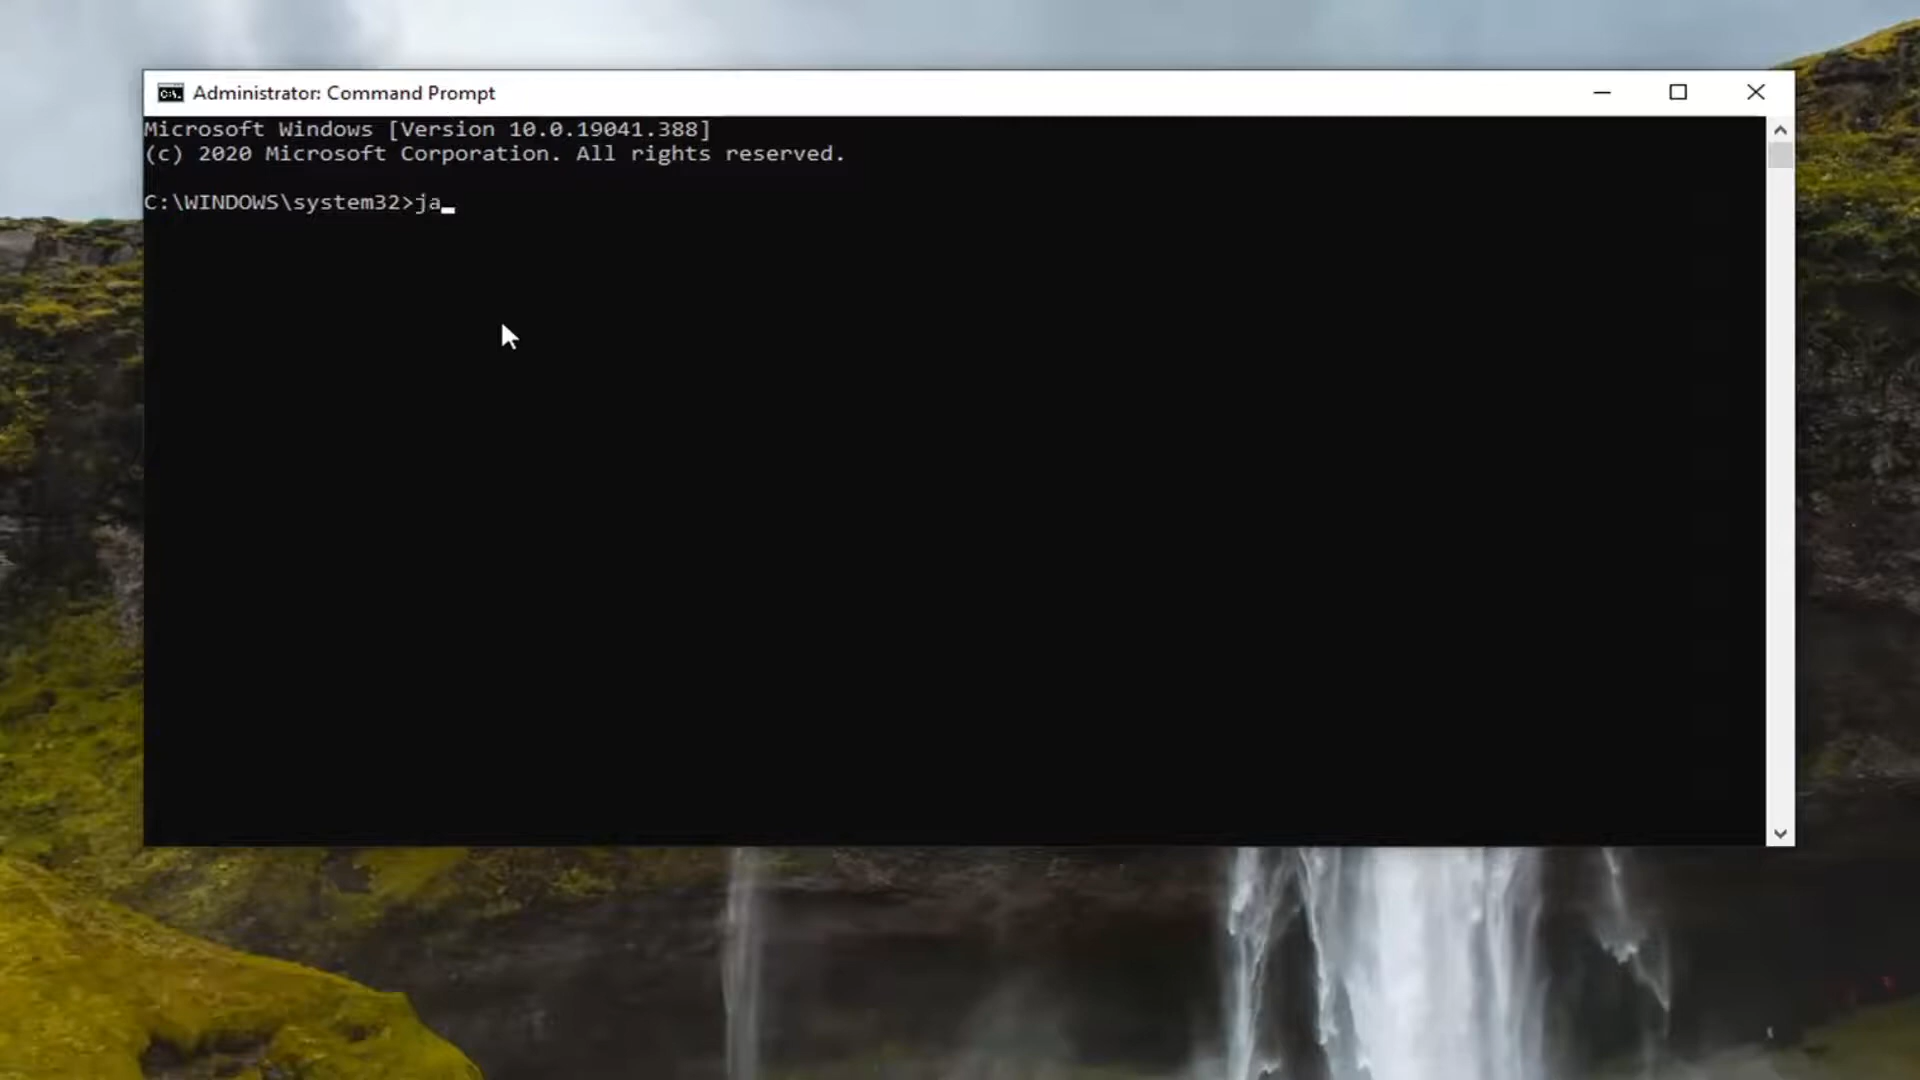 Administrator: Command Prompt
Microsoft Windows [Version 10.0.19041.388]
(c) 2020 Microsoft Corporation. All rights reserved.
C:\WINDOWS\system32>ja